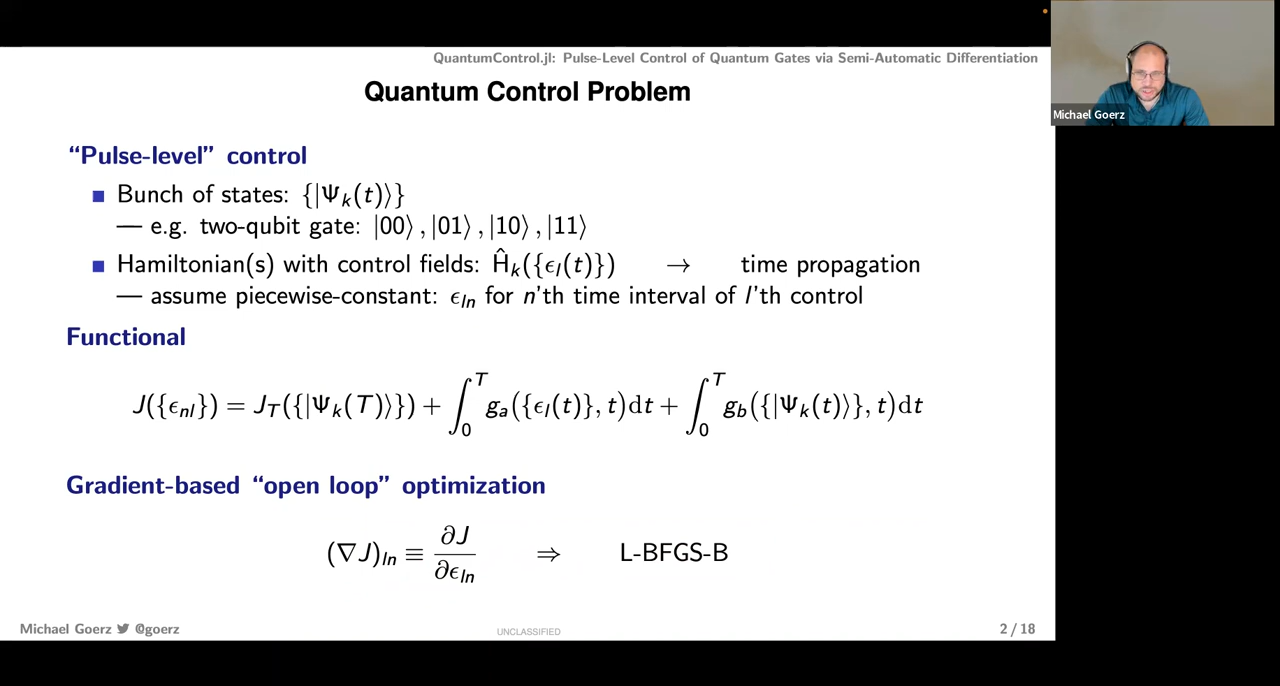 QuantumControl.jl: Pulse-Level Control of Quantum Gates via Semi-Automatic Differentiation
Quantum Control Problem
Michael Goerz
“Pulse-level” control
■ Bunch of states: {|Ψ_k(t)⟩}
— e.g. two-qubit gate: |00⟩ , |01⟩ , |10⟩ , |11⟩
■ Hamiltonian(s) with control fields: Ĥ_k({ϵ_l(t)}) → time propagation
— assume piecewise-constant: ϵ_ln for n’th time interval of l’th control
Functional
J({ϵ_nl}) = J_T({|Ψ_k(T)⟩}) + ∫_0^T g_a({ϵ_l(t)}, t)dt + ∫_0^T g_b({|Ψ_k(t)⟩}, t)dt
Gradient-based “open loop” optimization
(∇J)_ln ≡ ∂J/∂ϵ_ln ⇒ L-BFGS-B
Michael Goerz @goerz
UNCLASSIFIED
2 / 18